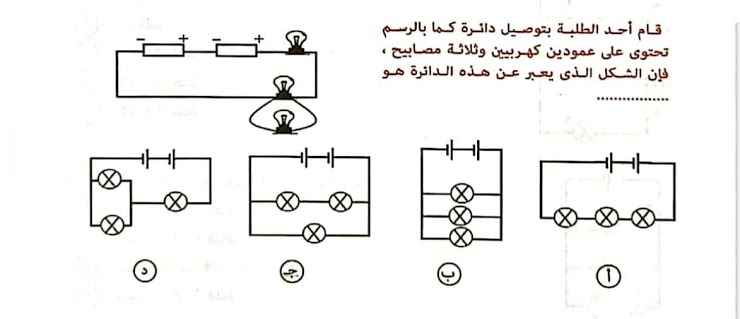 قام أحد الطلبة بتوصيل دائرة كما بالرسم
تحتوى على عمودين كهربيين وثلاثة مصابيح ،
فإن الشكل الذى يعبر عن هذه الدائرة هو
.................
- + - +
أ
ب
جـ
د